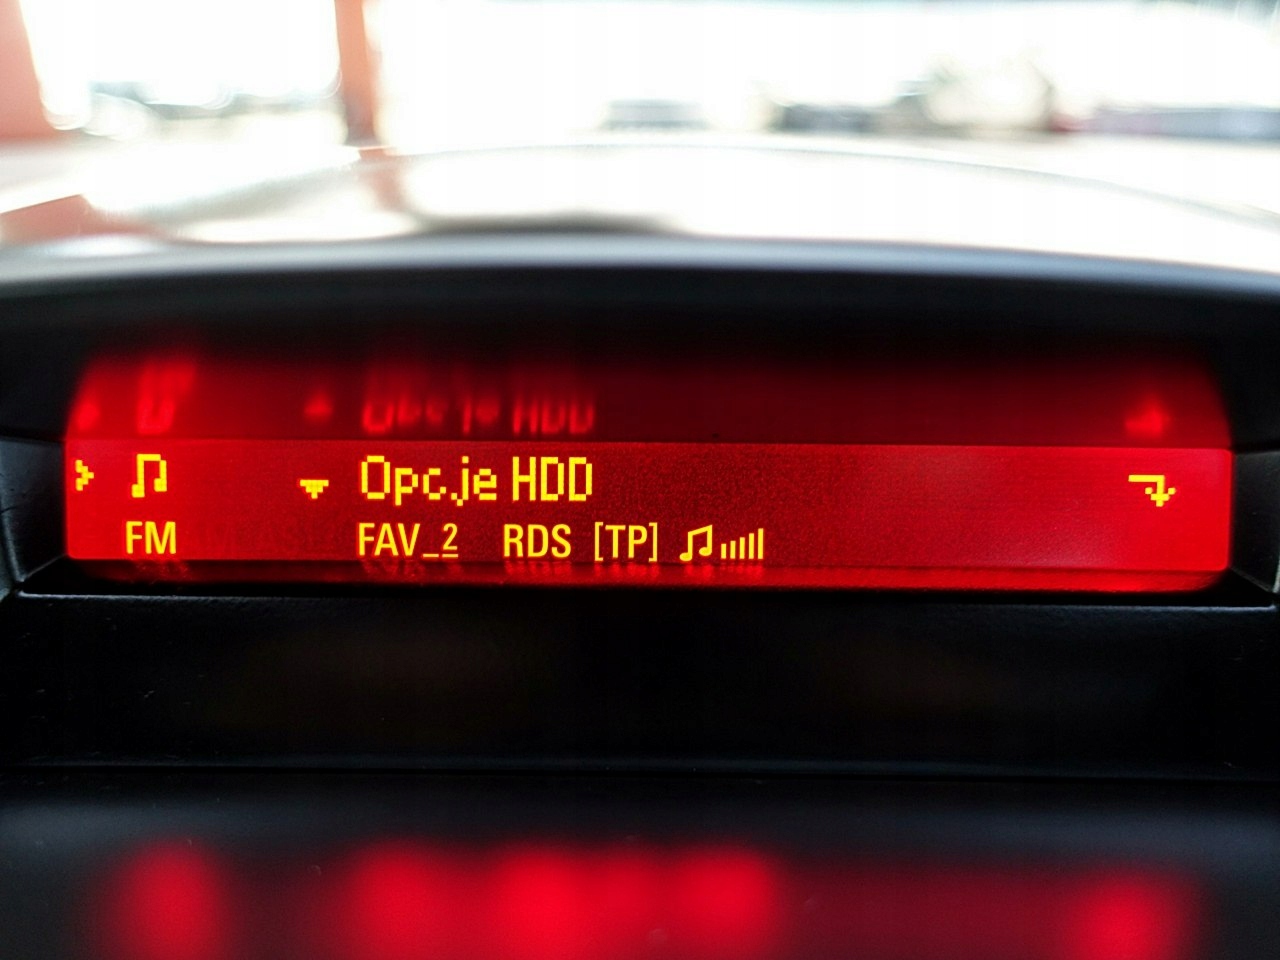 Opcje HDD
FM FAV_2 RDS [TP]